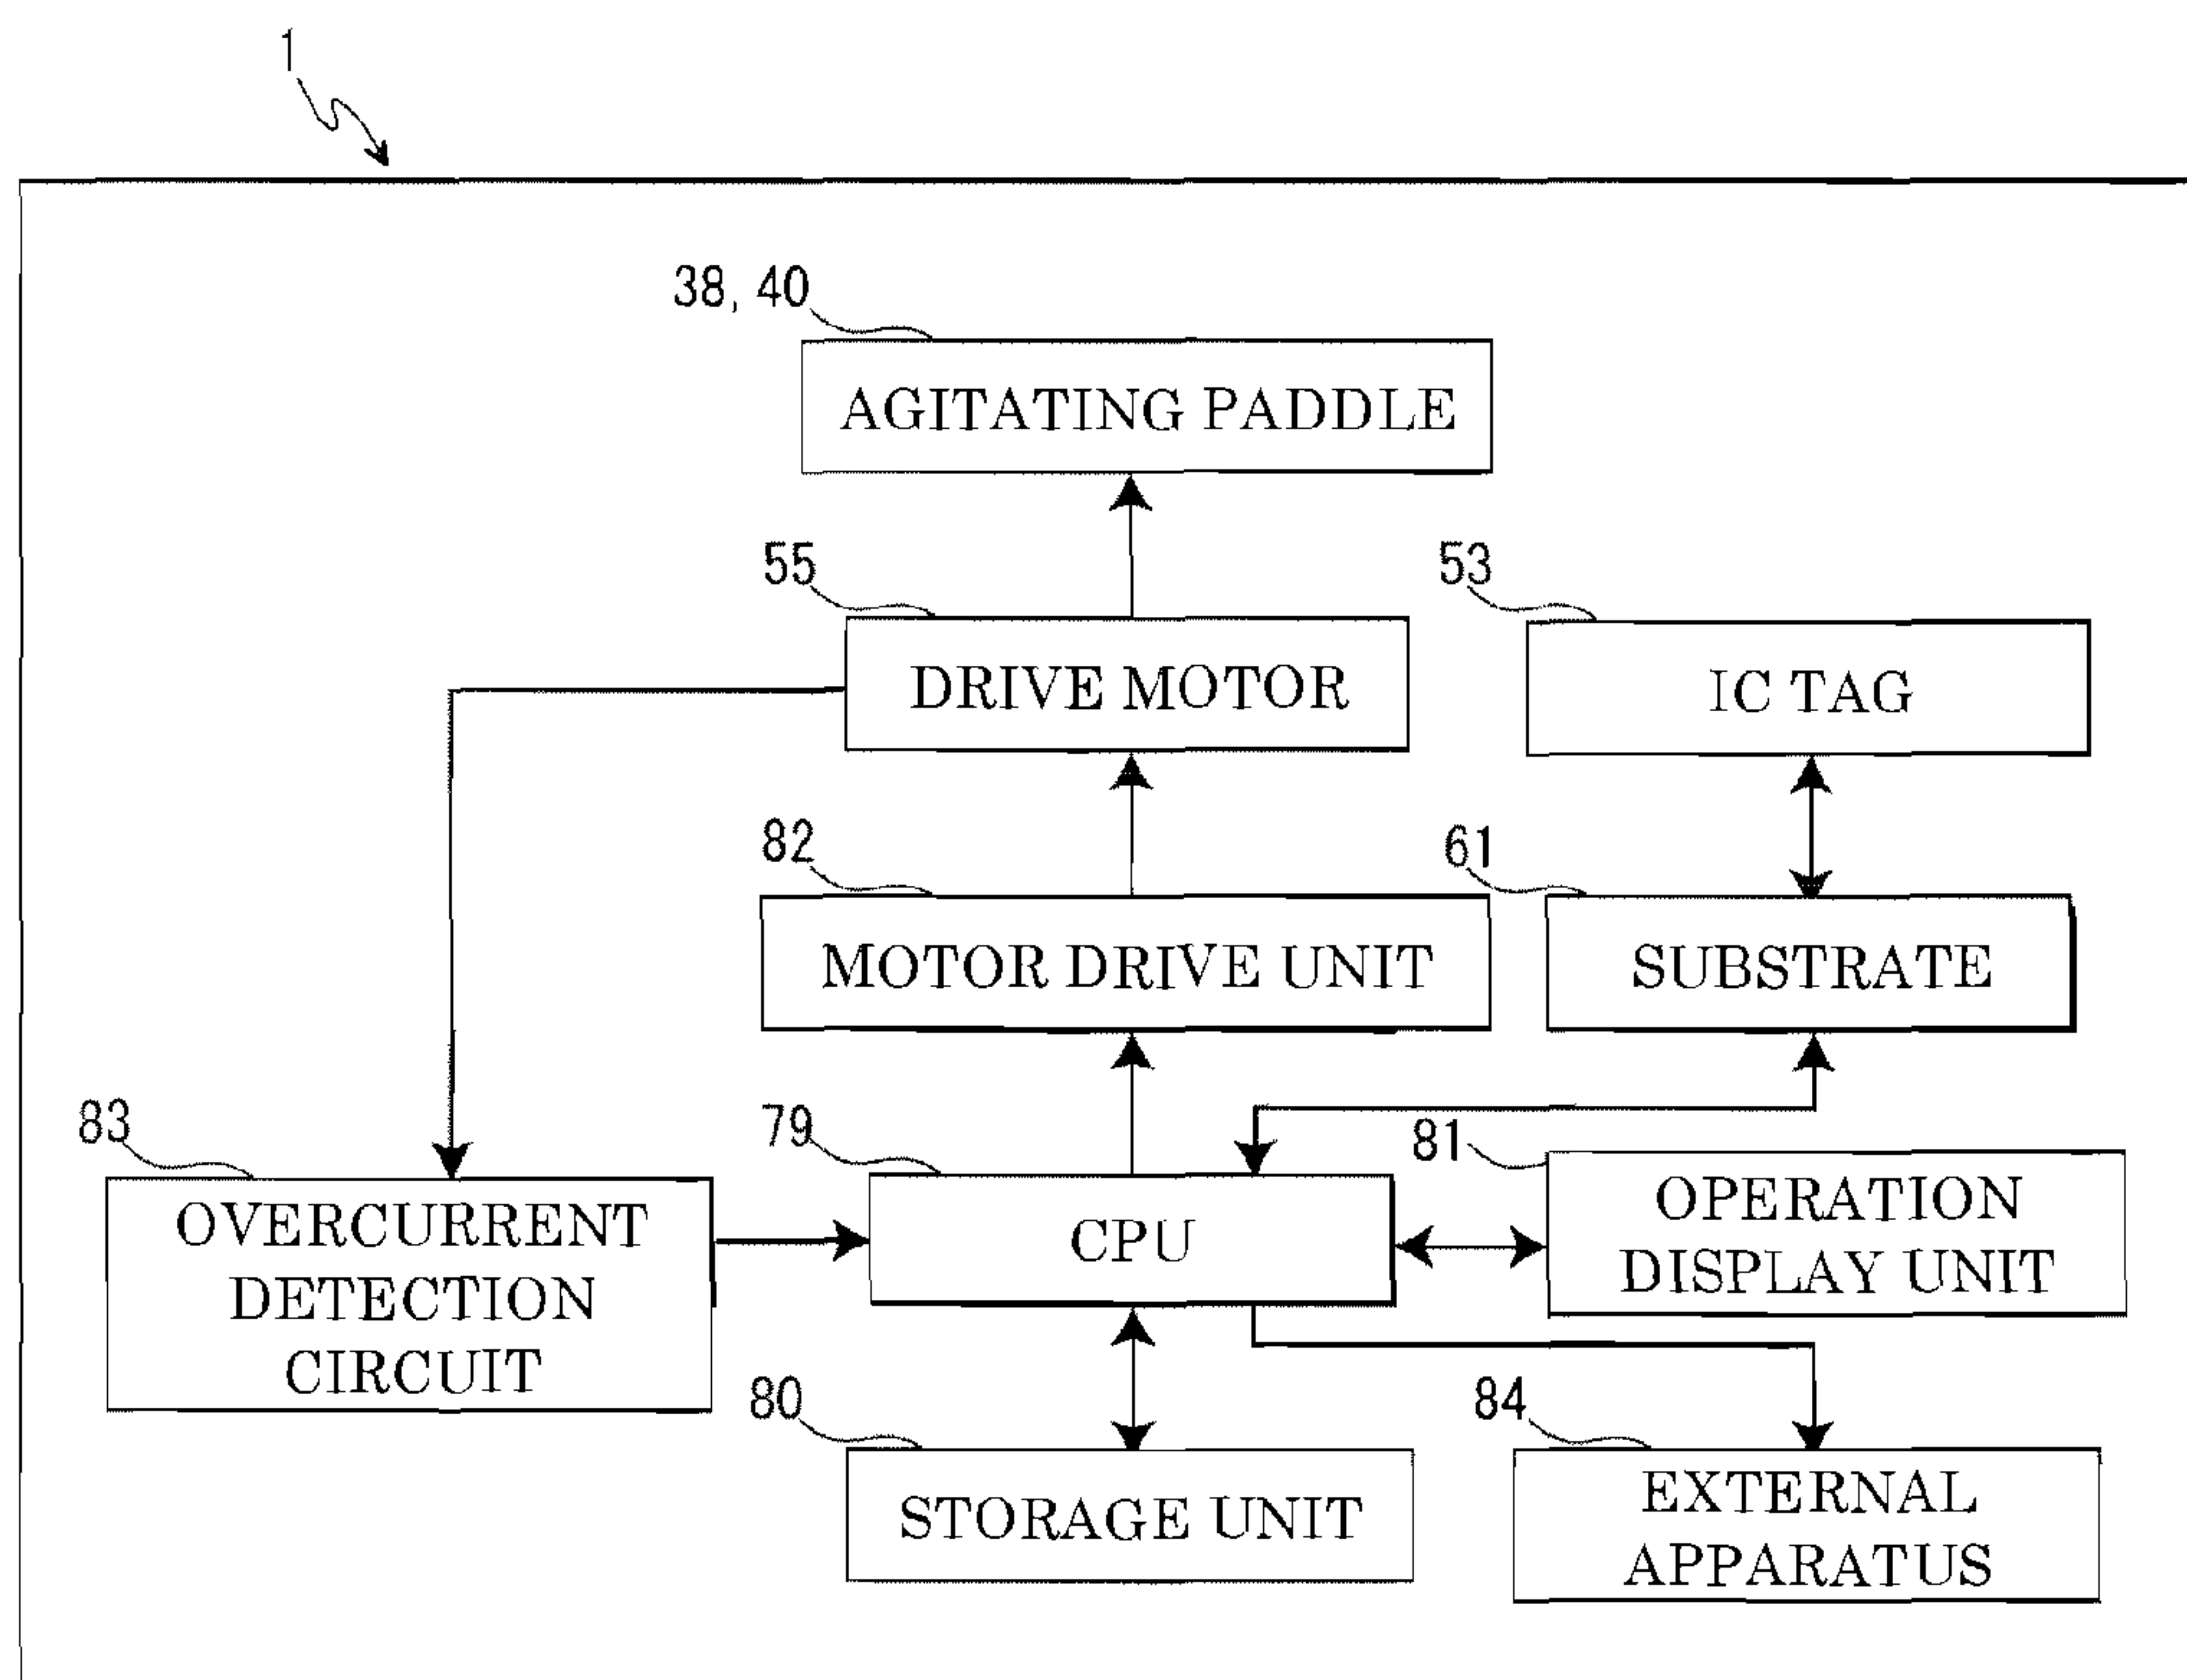 1
38, 40
AGITATING PADDLE
55
DRIVE MOTOR
53
IC TAG
82
MOTOR DRIVE UNIT
61
SUBSTRATE
83
OVERCURRENT
DETECTION
CIRCUIT
79
CPU
81
OPERATION
DISPLAY UNIT
80
STORAGE UNIT
84
EXTERNAL
APPARATUS